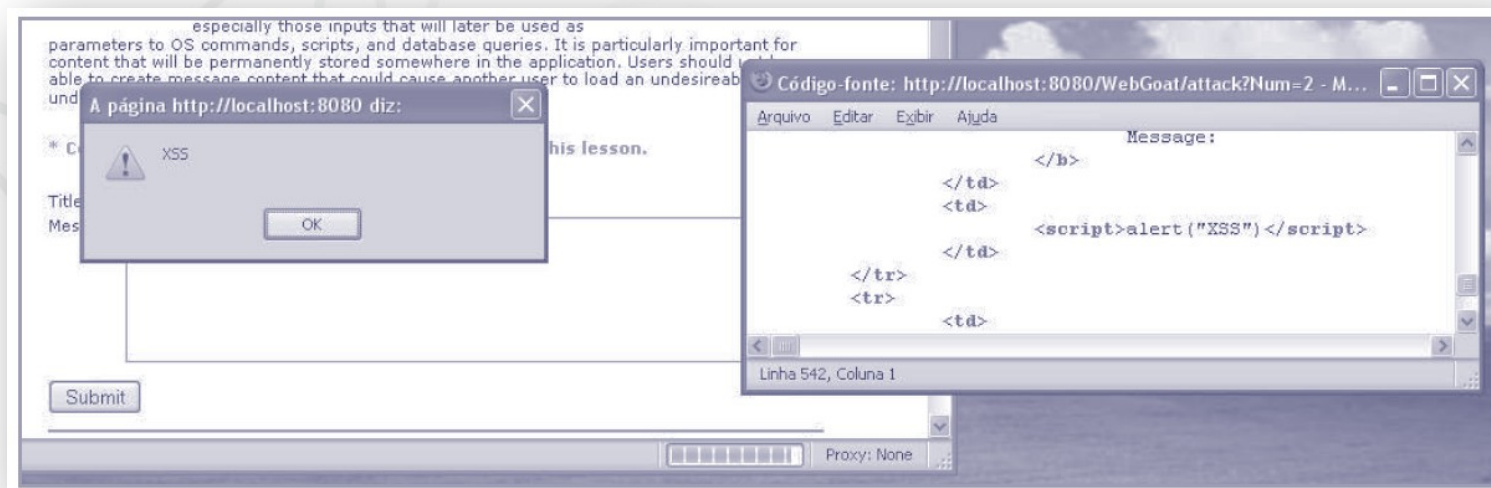 especially those inputs that will later be used as
parameters to OS commands, scripts, and database queries. It is particularly important for
content that will be permanently stored somewhere in the application. Users should
able to create message content that could cause another user to load an
und
A página http://localhost:8080 diz:
* C his lesson.
XSS
Title
Mes
OK
Submit
Proxy: None
Código-fonte: http://localhost:8080/WebGoat/attack?Num=2 - M...
Arquivo Editar Exibir Ajuda
Message:
</b>
</td>
<td>
<script>alert("XSS")</script>
</td>
</tr>
<tr>
<td>
Linha 542, Coluna 1